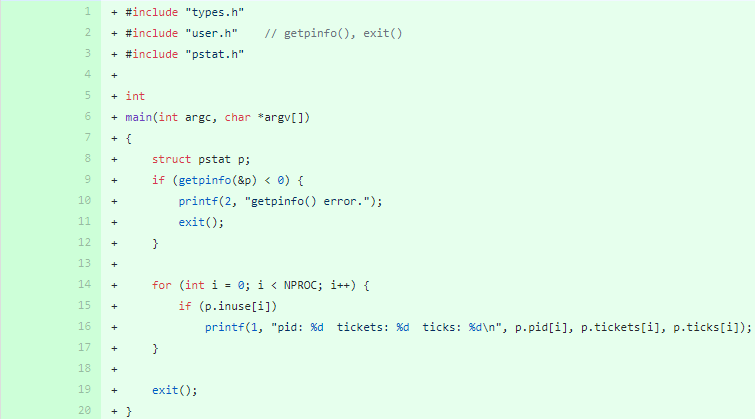 1 + #include "types.h"
2 + #include "user.h"    // getpinfo(), exit()
3 + #include "pstat.h"
4 +
5 + int
6 + main(int argc, char *argv[])
7 + {
8 +     struct pstat p;
9 +     if (getpinfo(&p) < 0) {
10 +         printf(2, "getpinfo() error.");
11 +         exit();
12 +     }
13 +
14 +     for (int i = 0; i < NPROC; i++) {
15 +         if (p.inuse[i])
16 +             printf(1, "pid: %d  tickets: %d  ticks: %d\n", p.pid[i], p.tickets[i], p.ticks[i]);
17 +     }
18 +
19 +     exit();
20 + }